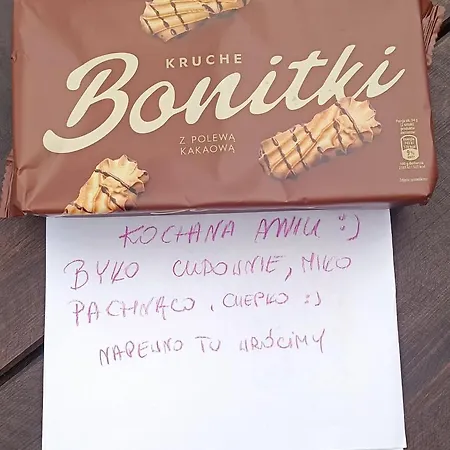 KRUCHE
Bonitki
Z POLEWĄ
KAKAOWĄ
KOCHANA ANIU :)
BYŁO CUDOWNIE, MIŁO
PACHNĄCO, CIEPŁO :)
NAPEWNO TU WRÓCIMY